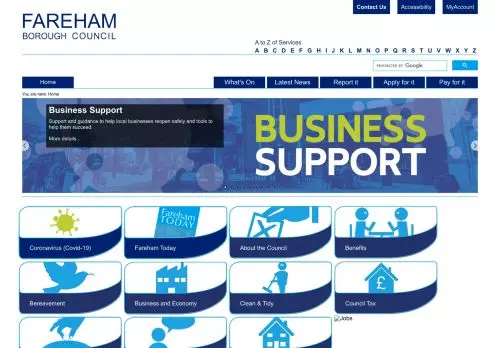 FAREHAM
BOROUGH COUNCIL
Contact Us
Accessibility
MyAccount
A to Z of Services
A B C D E F G H I J K L M N O P Q R S T U V W X Y Z
ENHANCED BY Google
Home
What's On
Latest News
Report it
Apply for it
Pay for it
You are here: Home
Business Support
Support and guidance to help local businesses reopen safely and tools to
help them succeed.
More details...
BUSINESS
SUPPORT
Coronavirus (Covid-19)
Fareham
TODAY
Fareham Today
About the Council
Benefits
Bereavement
Business and Economy
Clean & Tidy
£
Council Tax
Jobs